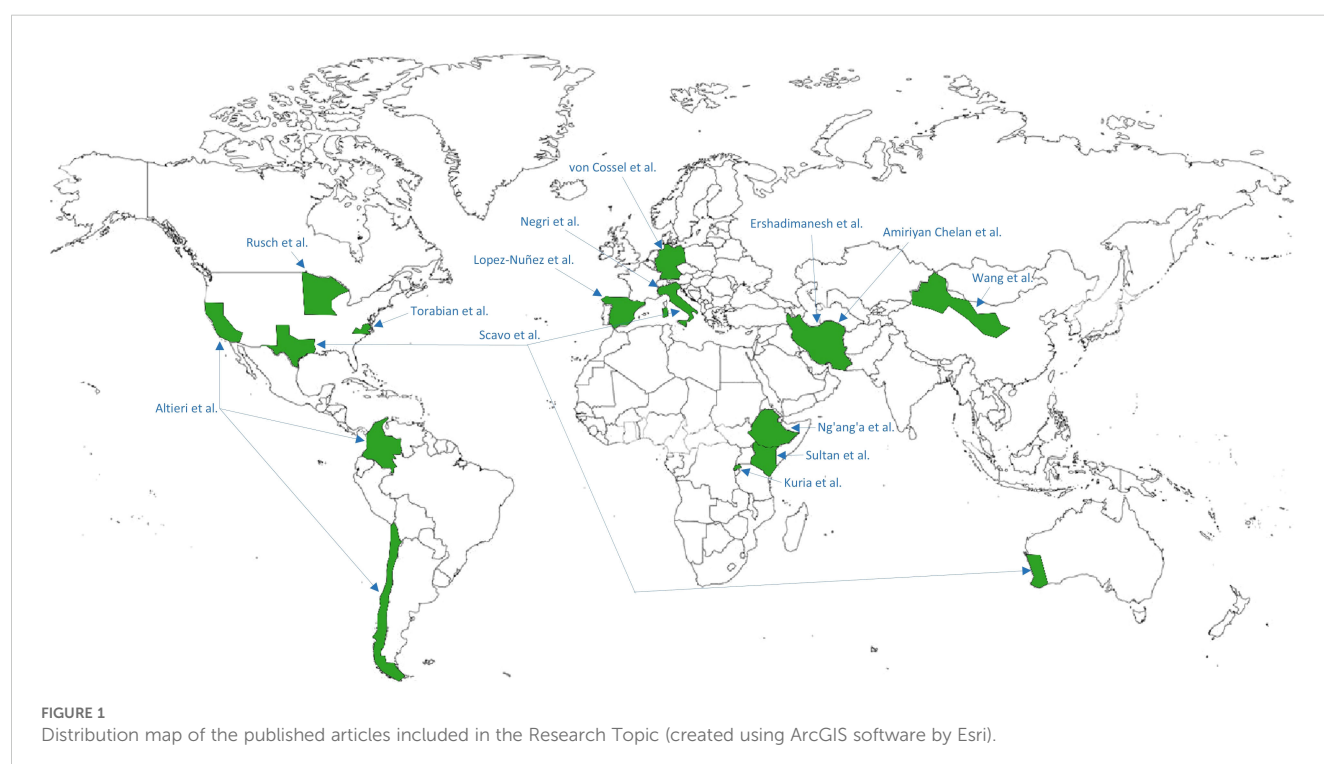 von Cossel et al.
Negri et al.
Ershadimanesh et al.
Amiriyan Chelan et al.
Rusch et al.
Lopez-Nuñez et al.
Wang et al.
Torabian et al.
Scavo et al.
Altieri et al.
Ng'ang'a et al.
Sultan et al.
Kuria et al.
FIGURE 1
Distribution map of the published articles included in the Research Topic (created using ArcGIS software by Esri).